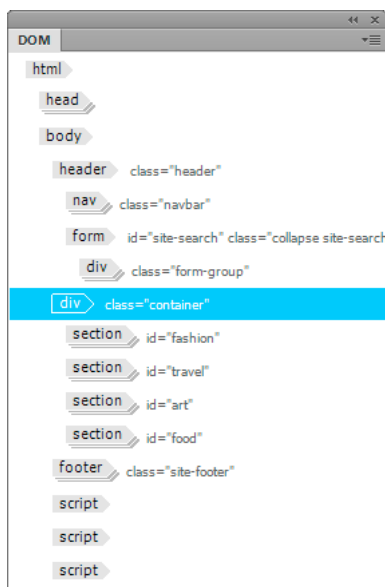 DOM
html
head
body
header class="header"
nav class="navbar"
form id="site-search" class="collapse site-search
div class="form-group"
div class="container"
section id="fashion"
section id="travel"
section id="art"
section id="food"
footer class="site-footer"
script
script
script